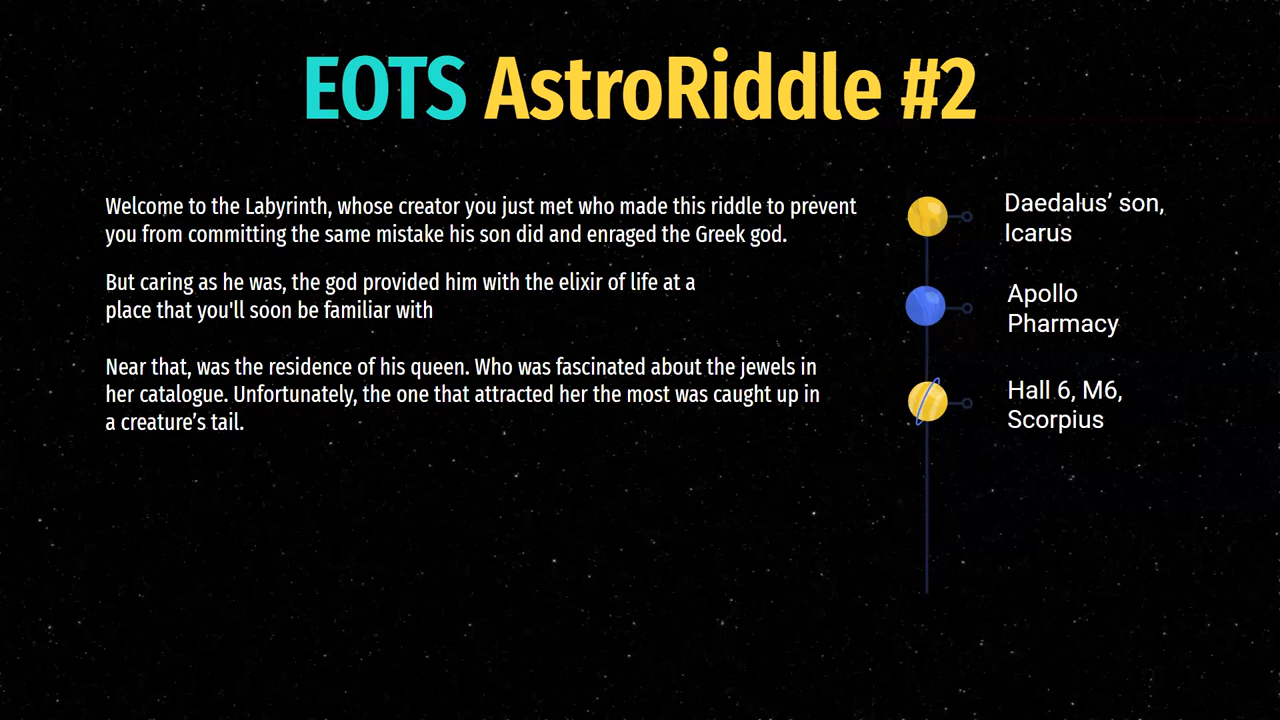 EOTS AstroRiddle #2
Welcome to the Labyrinth, whose creator you just met who made this riddle to prevent
you from committing the same mistake his son did and enraged the Greek god.
But caring as he was, the god provided him with the elixir of life at a
place that you'll soon be familiar with
Near that, was the residence of his queen. Who was fascinated about the jewels in
her catalogue. Unfortunately, the one that attracted her the most was caught up in
a creature’s tail.
Daedalus’ son,
Icarus
Apollo
Pharmacy
Hall 6, M6,
Scorpius